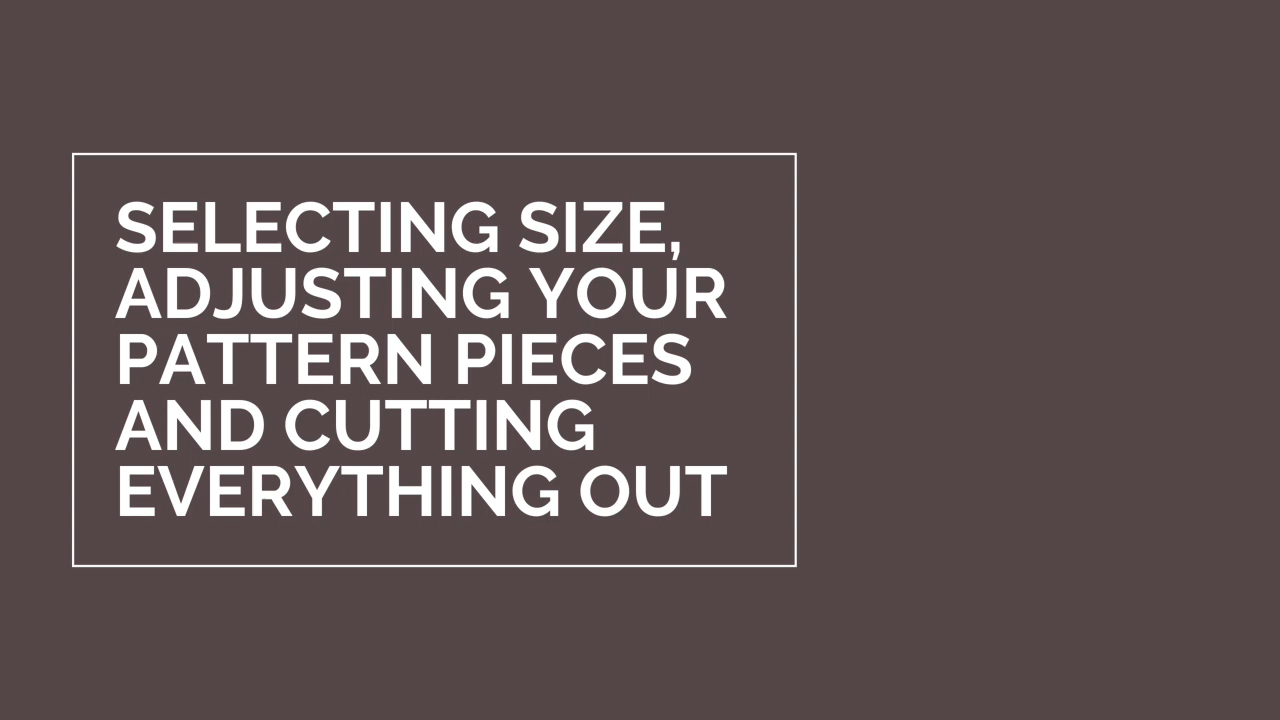 SELECTING SIZE,
ADJUSTING YOUR
PATTERN PIECES
AND CUTTING
EVERYTHING OUT